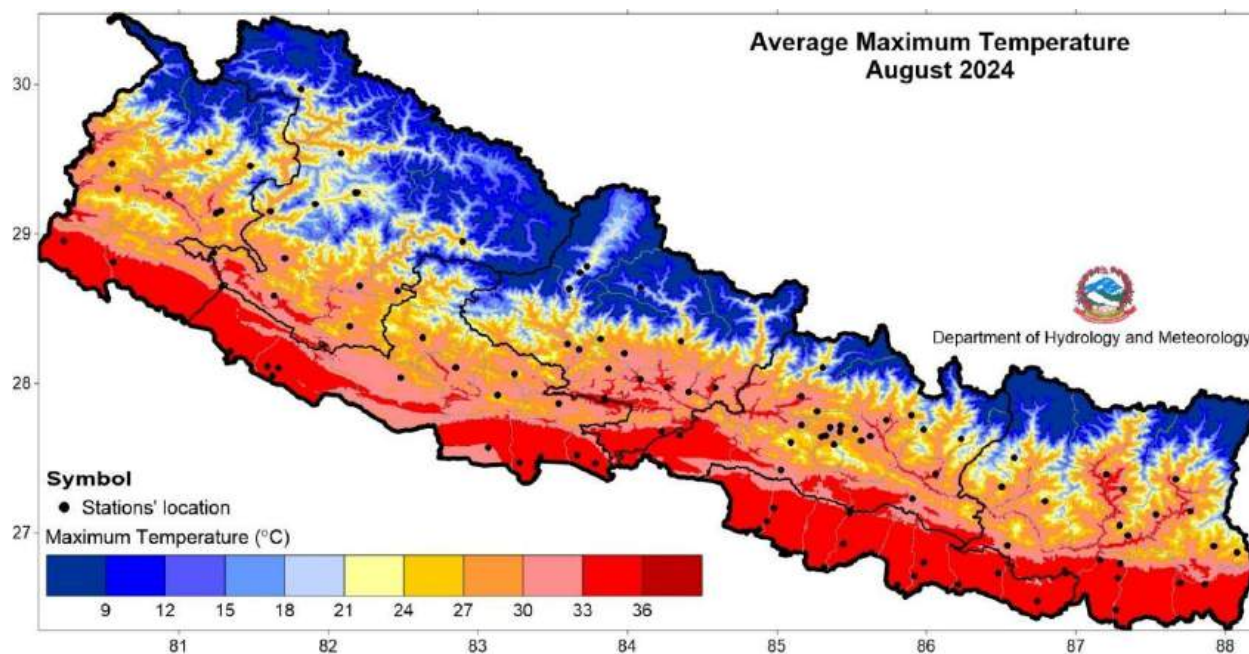 Average Maximum Temperature
August 2024
30
29
Department of Hydrology and Meteorology
28
Symbol
Stations' location
27
Maximum Temperature (°C)
9 12 15 18 21 24 27 30 33 36
81 82 83 84 85 86 87 88